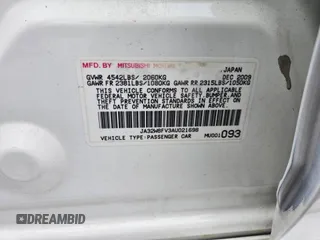 MFD BY MITSUBISHI MOTORS
JAPAN
GVWR 4542LBS/ 2060KG DEC 2009
GAWR FR 2381LBS/1080KG GAWR RR 2315LBS/1050KG
THIS VEHICLE CONFORMS TO ALL APPLICABLE
FEDERAL MOTOR VEHICLE SAFETY, BUMPER, AND
THEFT PREVENTION STANDARDS IN EFFECT ON
THE DATE OF MANUFACTURE SHOWN ABOVE.
JA32W8FV3AU021698
VEHICLE TYPE:PASSENGER CAR MU001093
DREAMBID